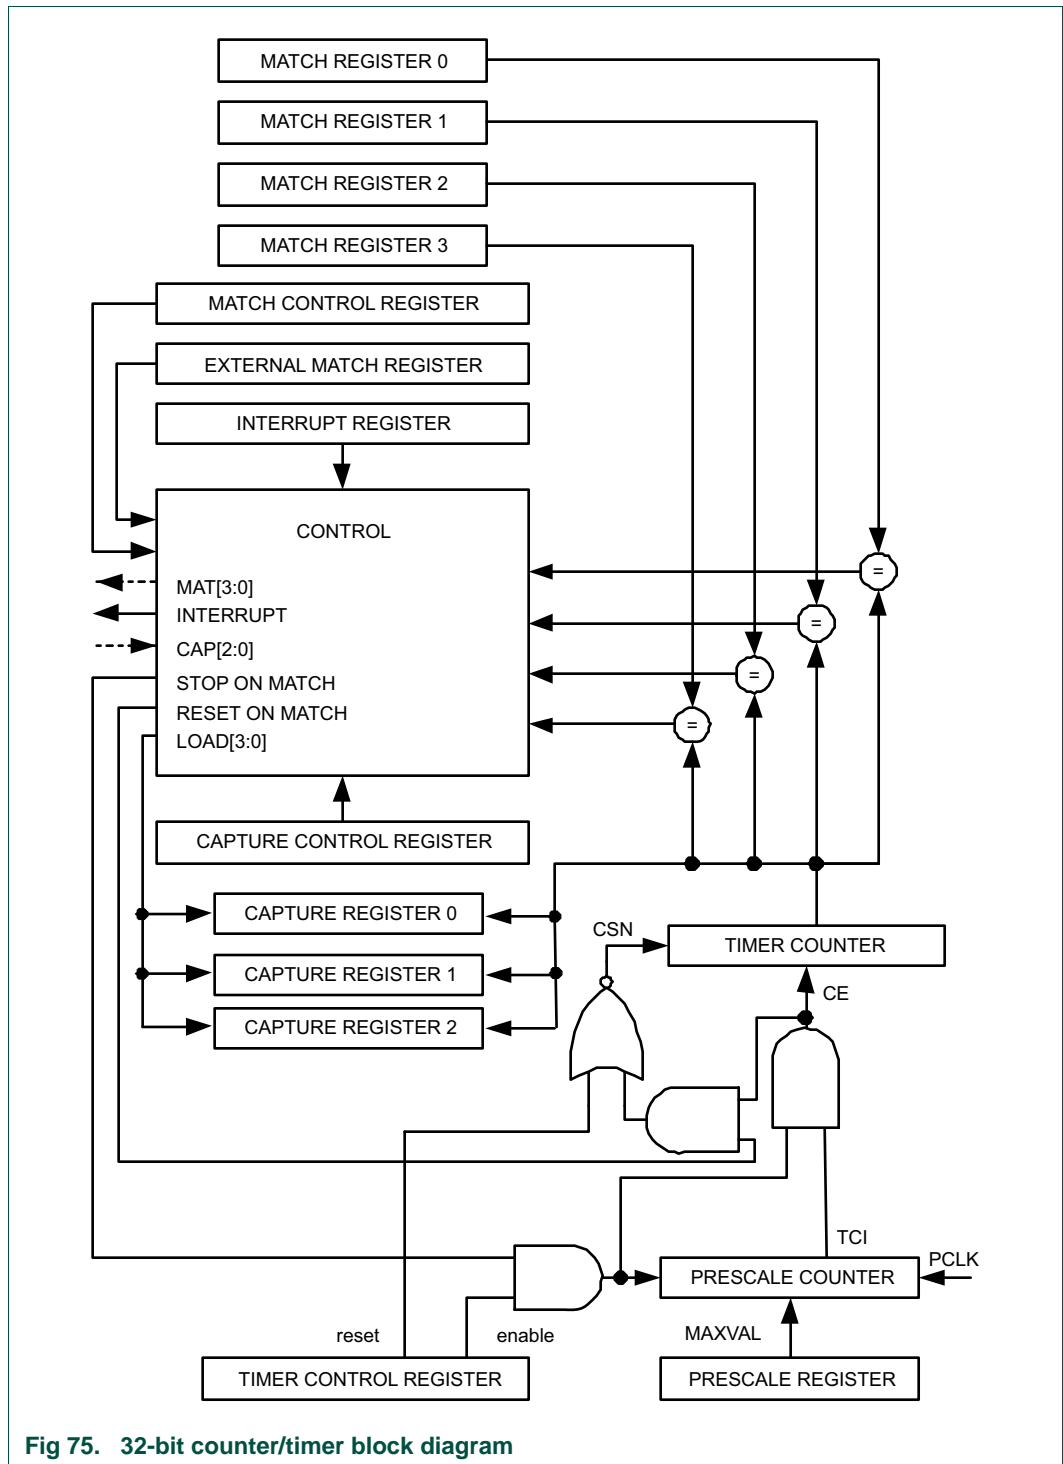 MATCH REGISTER 0
MATCH REGISTER 1
MATCH REGISTER 2
MATCH REGISTER 3
MATCH CONTROL REGISTER
EXTERNAL MATCH REGISTER
INTERRUPT REGISTER
CONTROL
MAT[3:0]
INTERRUPT
CAP[2:0]
STOP ON MATCH
RESET ON MATCH
LOAD[3:0]
=
=
=
=
CAPTURE CONTROL REGISTER
CAPTURE REGISTER 0
CAPTURE REGISTER 1
CAPTURE REGISTER 2
CSN
TIMER COUNTER
CE
TCI
PCLK
PRESCALE COUNTER
MAXVAL
reset
enable
TIMER CONTROL REGISTER
PRESCALE REGISTER
Fig 75. 32-bit counter/timer block diagram